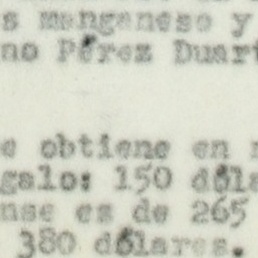 s manganeso y
no Pérez Duart
e obtiene en
galo: 150 dóla
nse es de 265
380 dólares.